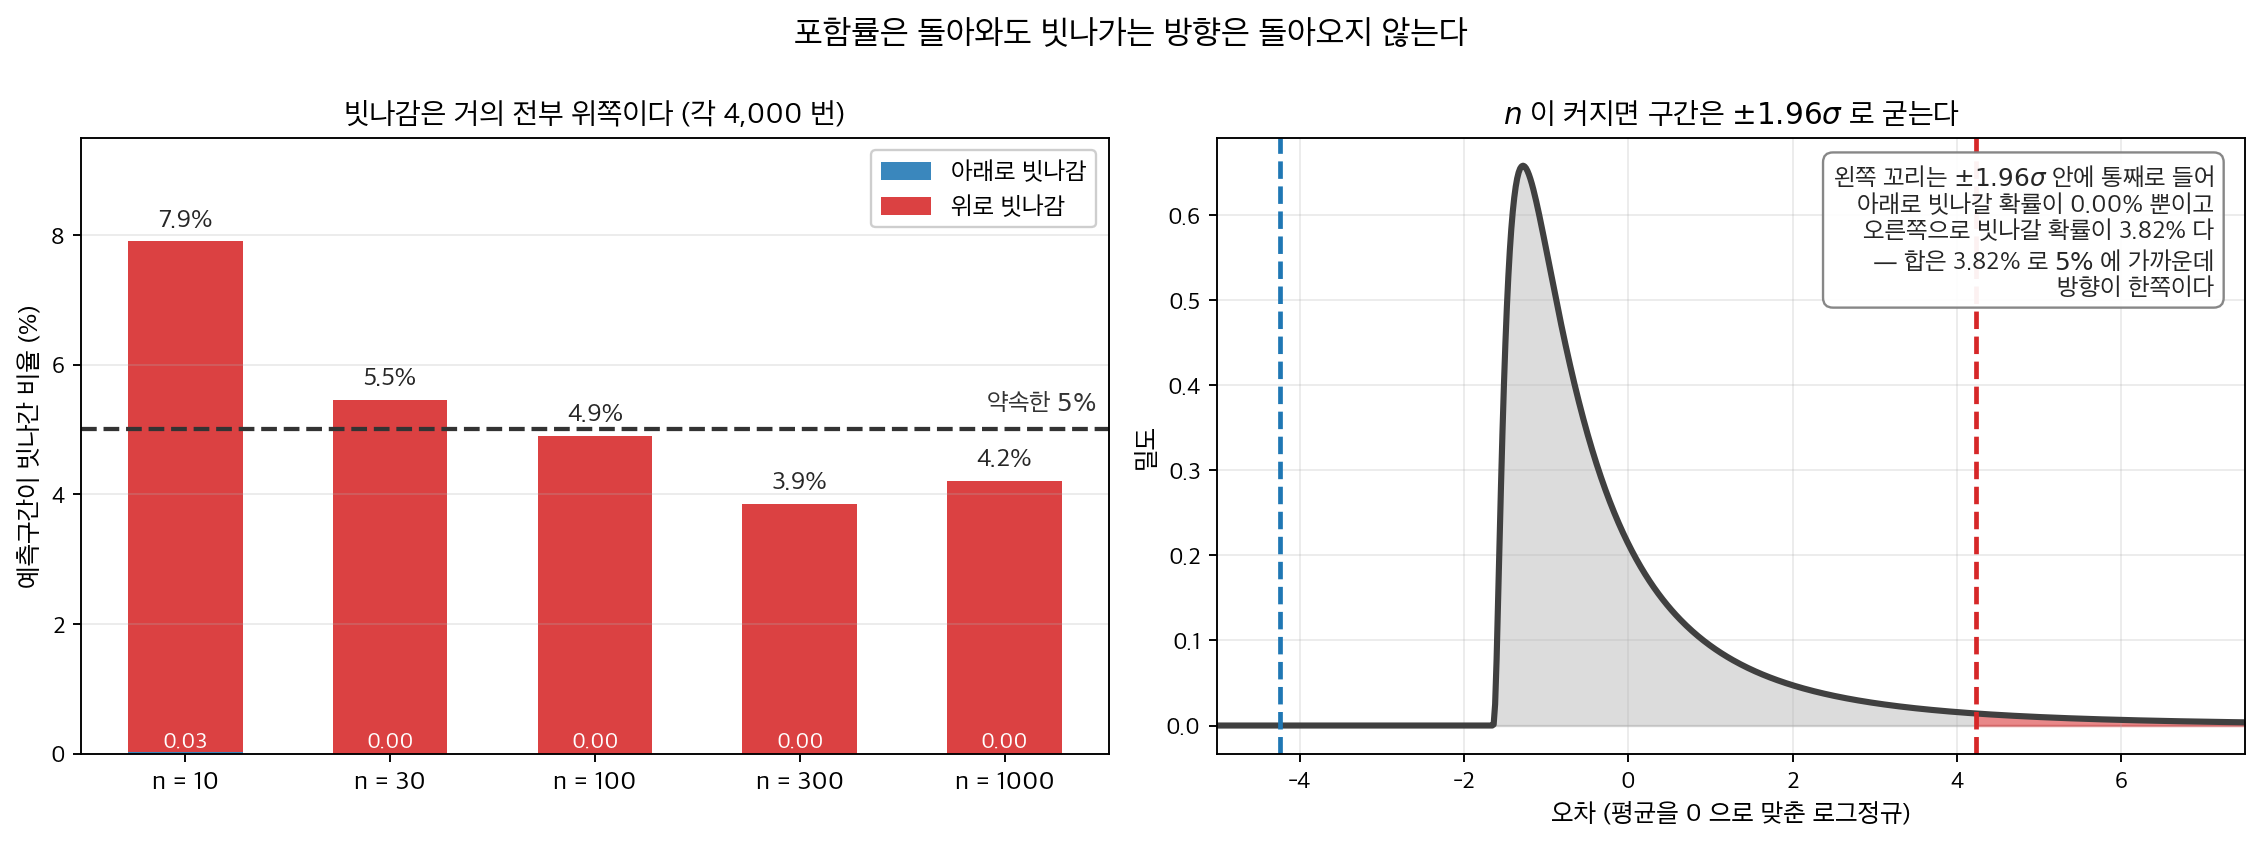 포함률은 돌아와도 빗나가는 방향은 돌아오지 않는다
빗나감은 거의 전부 위쪽이다 (각 4,000 번)
예측구간이 빗나간 비율 (%)
8
6
4
2
0
아래로 빗나감
위로 빗나감
7.9%
5.5%
4.9%
3.9%
4.2%
약속한 5%
0.03
0.00
0.00
0.00
0.00
n = 10
n = 30
n = 100
n = 300
n = 1000
n 이 커지면 구간은 ±1.96σ 로 굳는다
밀도
0.6
0.5
0.4
0.3
0.2
0.1
0.0
왼쪽 꼬리는 ±1.96σ 안에 통째로 들어
아래로 빗나갈 확률이 0.00% 뿐이고
오른쪽으로 빗나갈 확률이 3.82% 다
— 합은 3.82% 로 5% 에 가까운데
방향이 한쪽이다
-4
-2
0
2
4
6
오차 (평균을 0 으로 맞춘 로그정규)